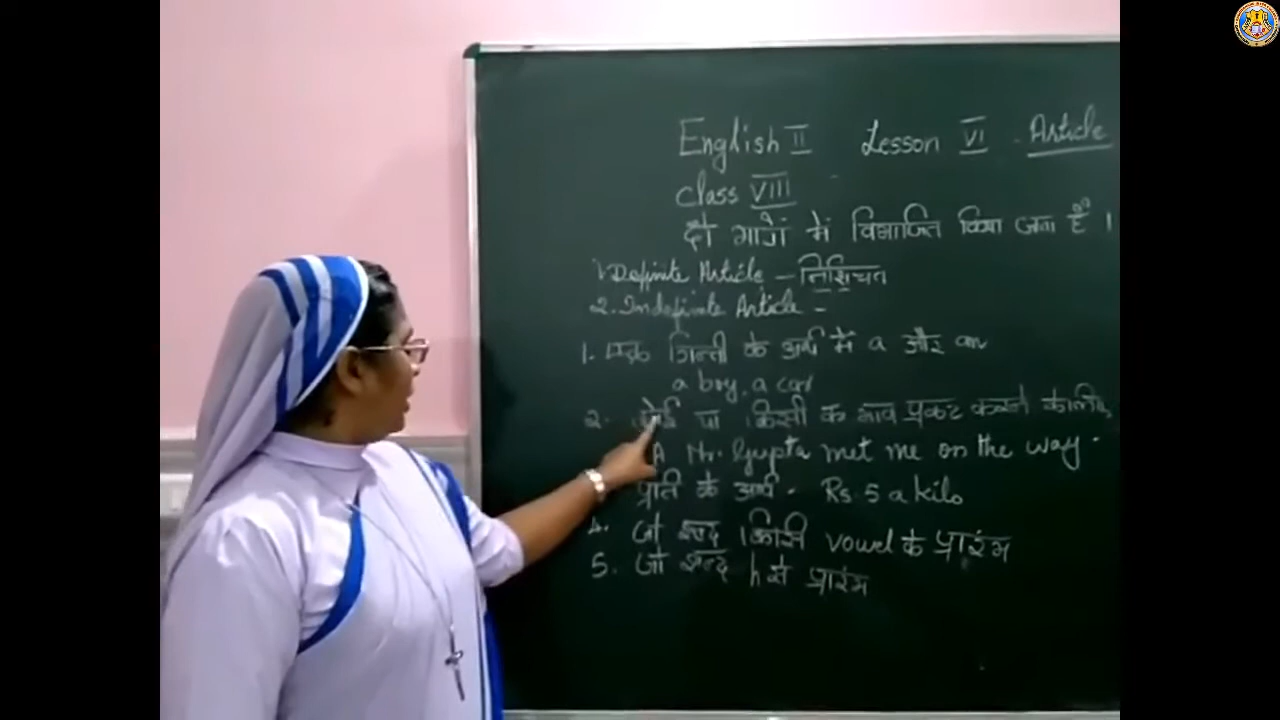 English II Lesson VI - Article
Class VIII
दो भागों में विभाजित किया जाता है ।
1. Definite Article - निश्चित
2. Indefinite Article -
1. एक गिनती के अर्थ में a और an
a boy, a car
2. कोई या किसी के भाव प्रकट करने के लिए
A Mr. Gupta met me on the way.
प्रति के अर्थ - Rs. 5 a kilo
4. जो शब्द किसी vowel के प्रारंभ
5. जो शब्द h से प्रारंभ